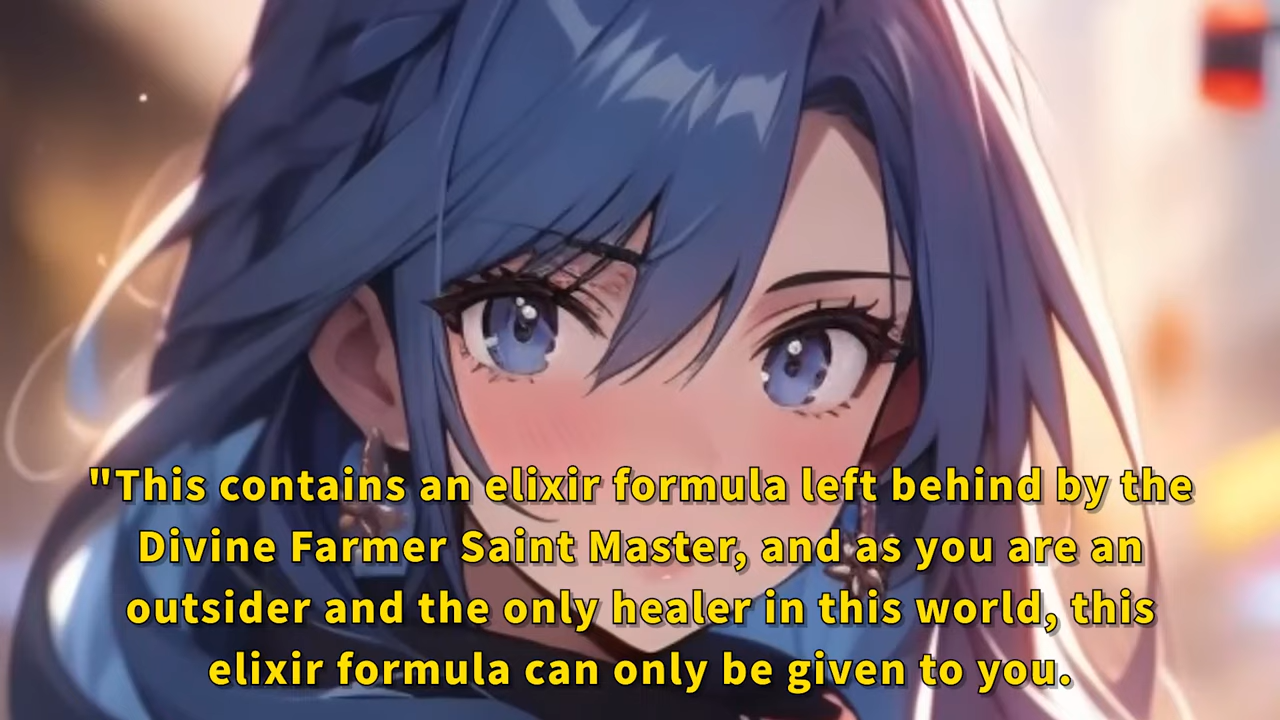 "This contains an elixir formula left behind by the
Divine Farmer Saint Master, and as you are an
outsider and the only healer in this world, this
elixir formula can only be given to you.